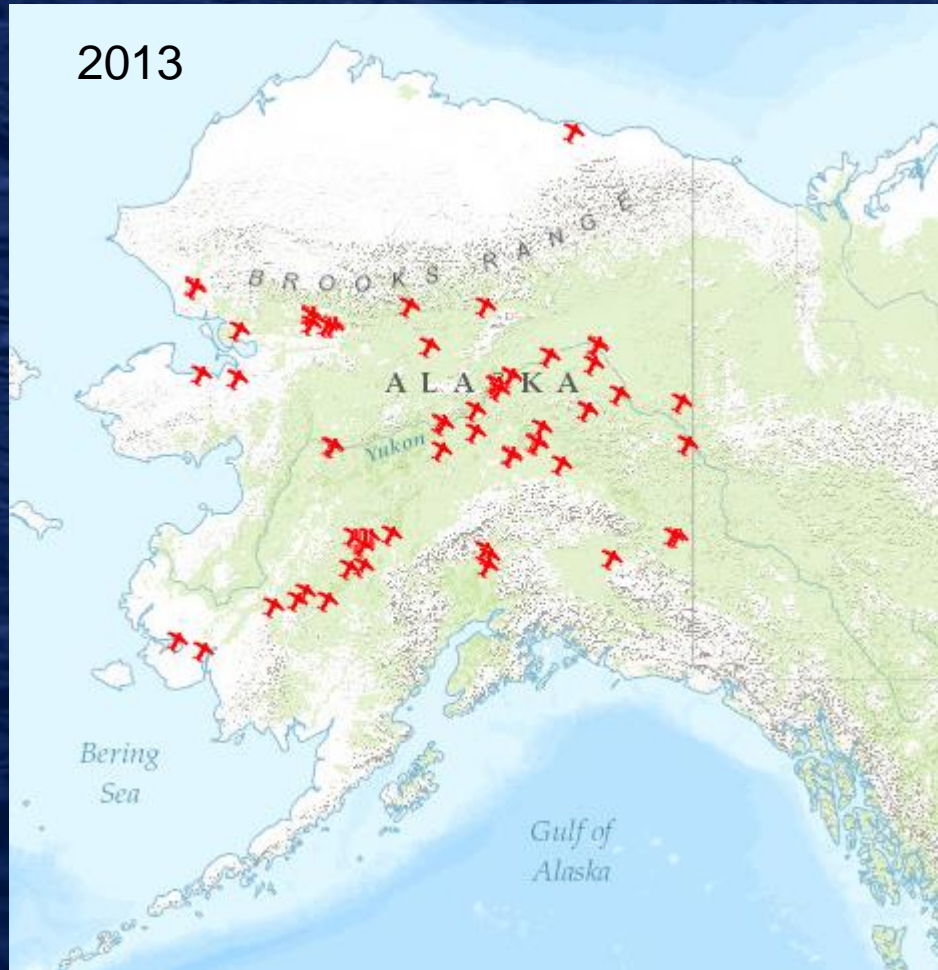 2013
BROOKS RANGE
ALASKA
Yukon
Bering
Sea
Gulf of
Alaska